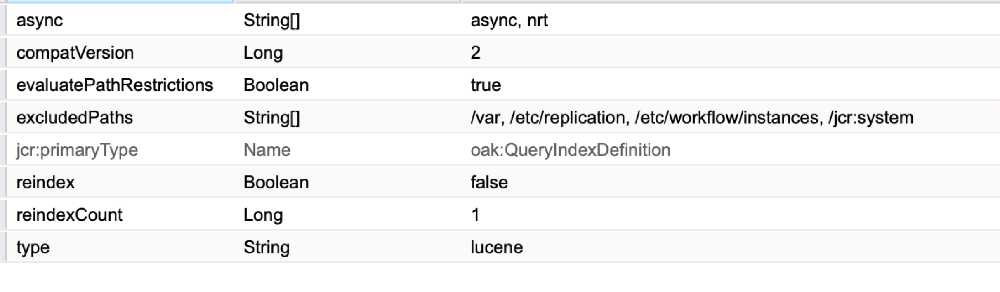 async String[] async, nrt
compatVersion Long 2
evaluatePathRestrictions Boolean true
excludedPaths String[] /var, /etc/replication, /etc/workflow/instances, /jcr:system
jcr:primaryType Name oak:QueryIndexDefinition
reindex Boolean false
reindexCount Long 1
type String lucene